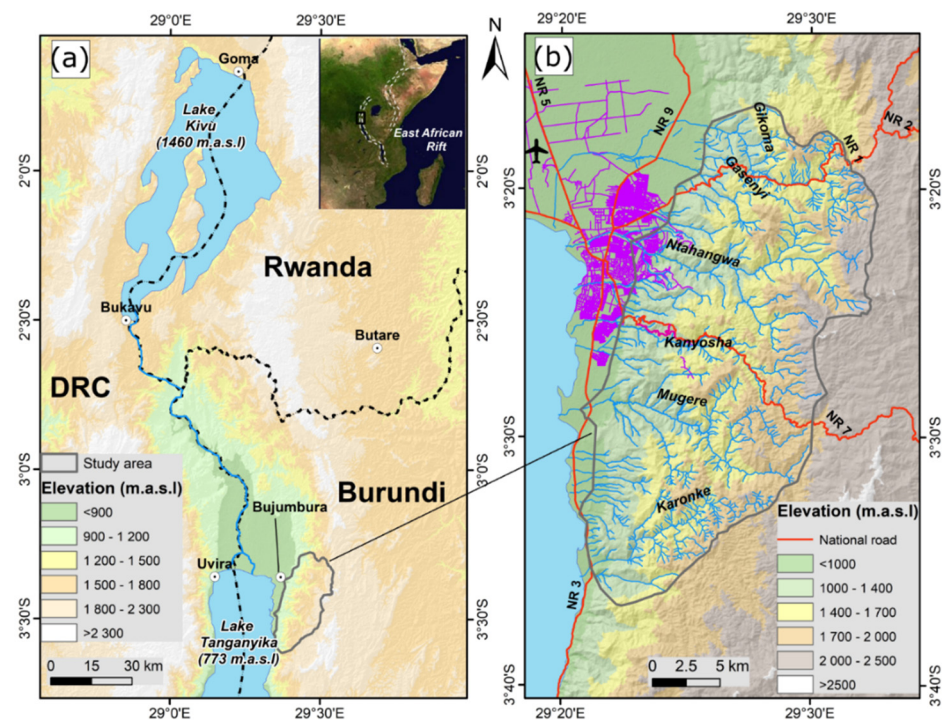 29°0'E
29°30'E
(a)
Goma
Lake
Kivu
(1460 m.a.s.l)
East African
Rift
2°0'S
2°0'S
Rwanda
Bukavu
Butare
2°30'S
2°30'S
DRC
3°0'S
3°0'S
Study area
Elevation (m.a.s.l)
<900
900 - 1 200
1 200 - 1 500
1 500 - 1 800
1 800 - 2 300
>2 300
Burundi
Bujumbura
Uvira
Lake
Tanganyika
(773 m.a.s.l)
3°30'S
3°30'S
0 15 30 km
29°0'E
29°30'E
N
29°20'E
29°30'E
(b)
NR 5
NR 9
Gikoma
NR 1
NR 2
Gasenyi
3°20'S
3°20'S
Ntahangwa
Kanyosha
Mugere
NR 7
3°30'S
3°30'S
Karonke
NR 3
Elevation (m.a.s.l)
National road
<1000
1000 - 1 400
1 400 - 1 700
1 700 - 2 000
2 000 - 2 500
>2500
0 2.5 5 km
3°40'S
3°40'S
29°20'E
29°30'E